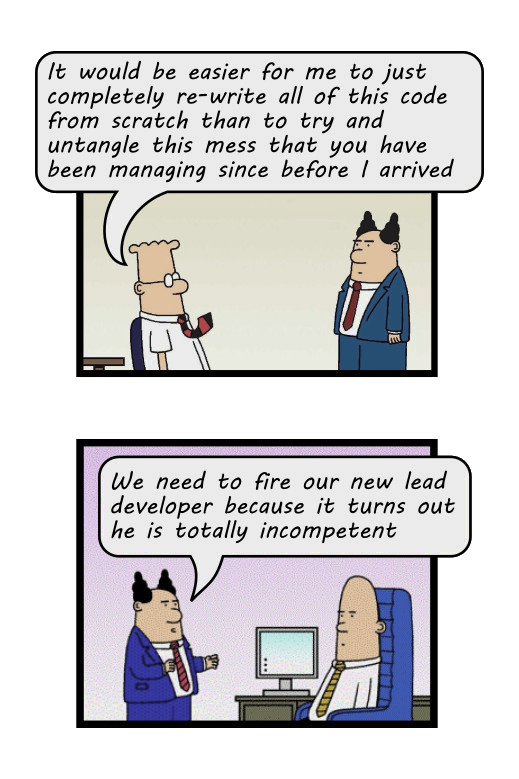 It would be easier for me to just
completely re-write all of this code
from scratch than to try and
untangle this mess that you have
been managing since before I arrived
We need to fire our new lead
developer because it turns out
he is totally incompetent